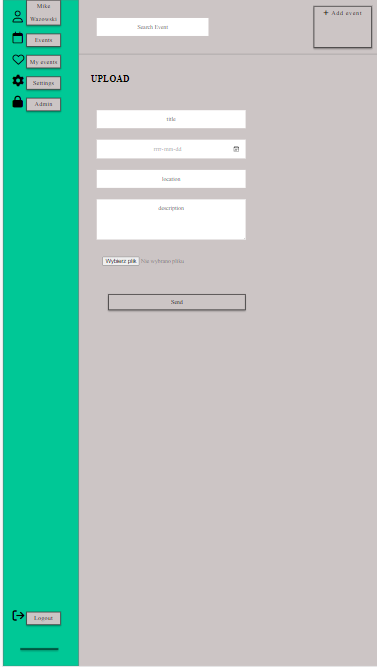 Mike
Wazowski
Events
My events
Settings
Admin
Logout
Search Event
+ Add event
UPLOAD
title
rrrr-mm-dd
location
description
Wybierz plik Nie wybrano pliku
Send